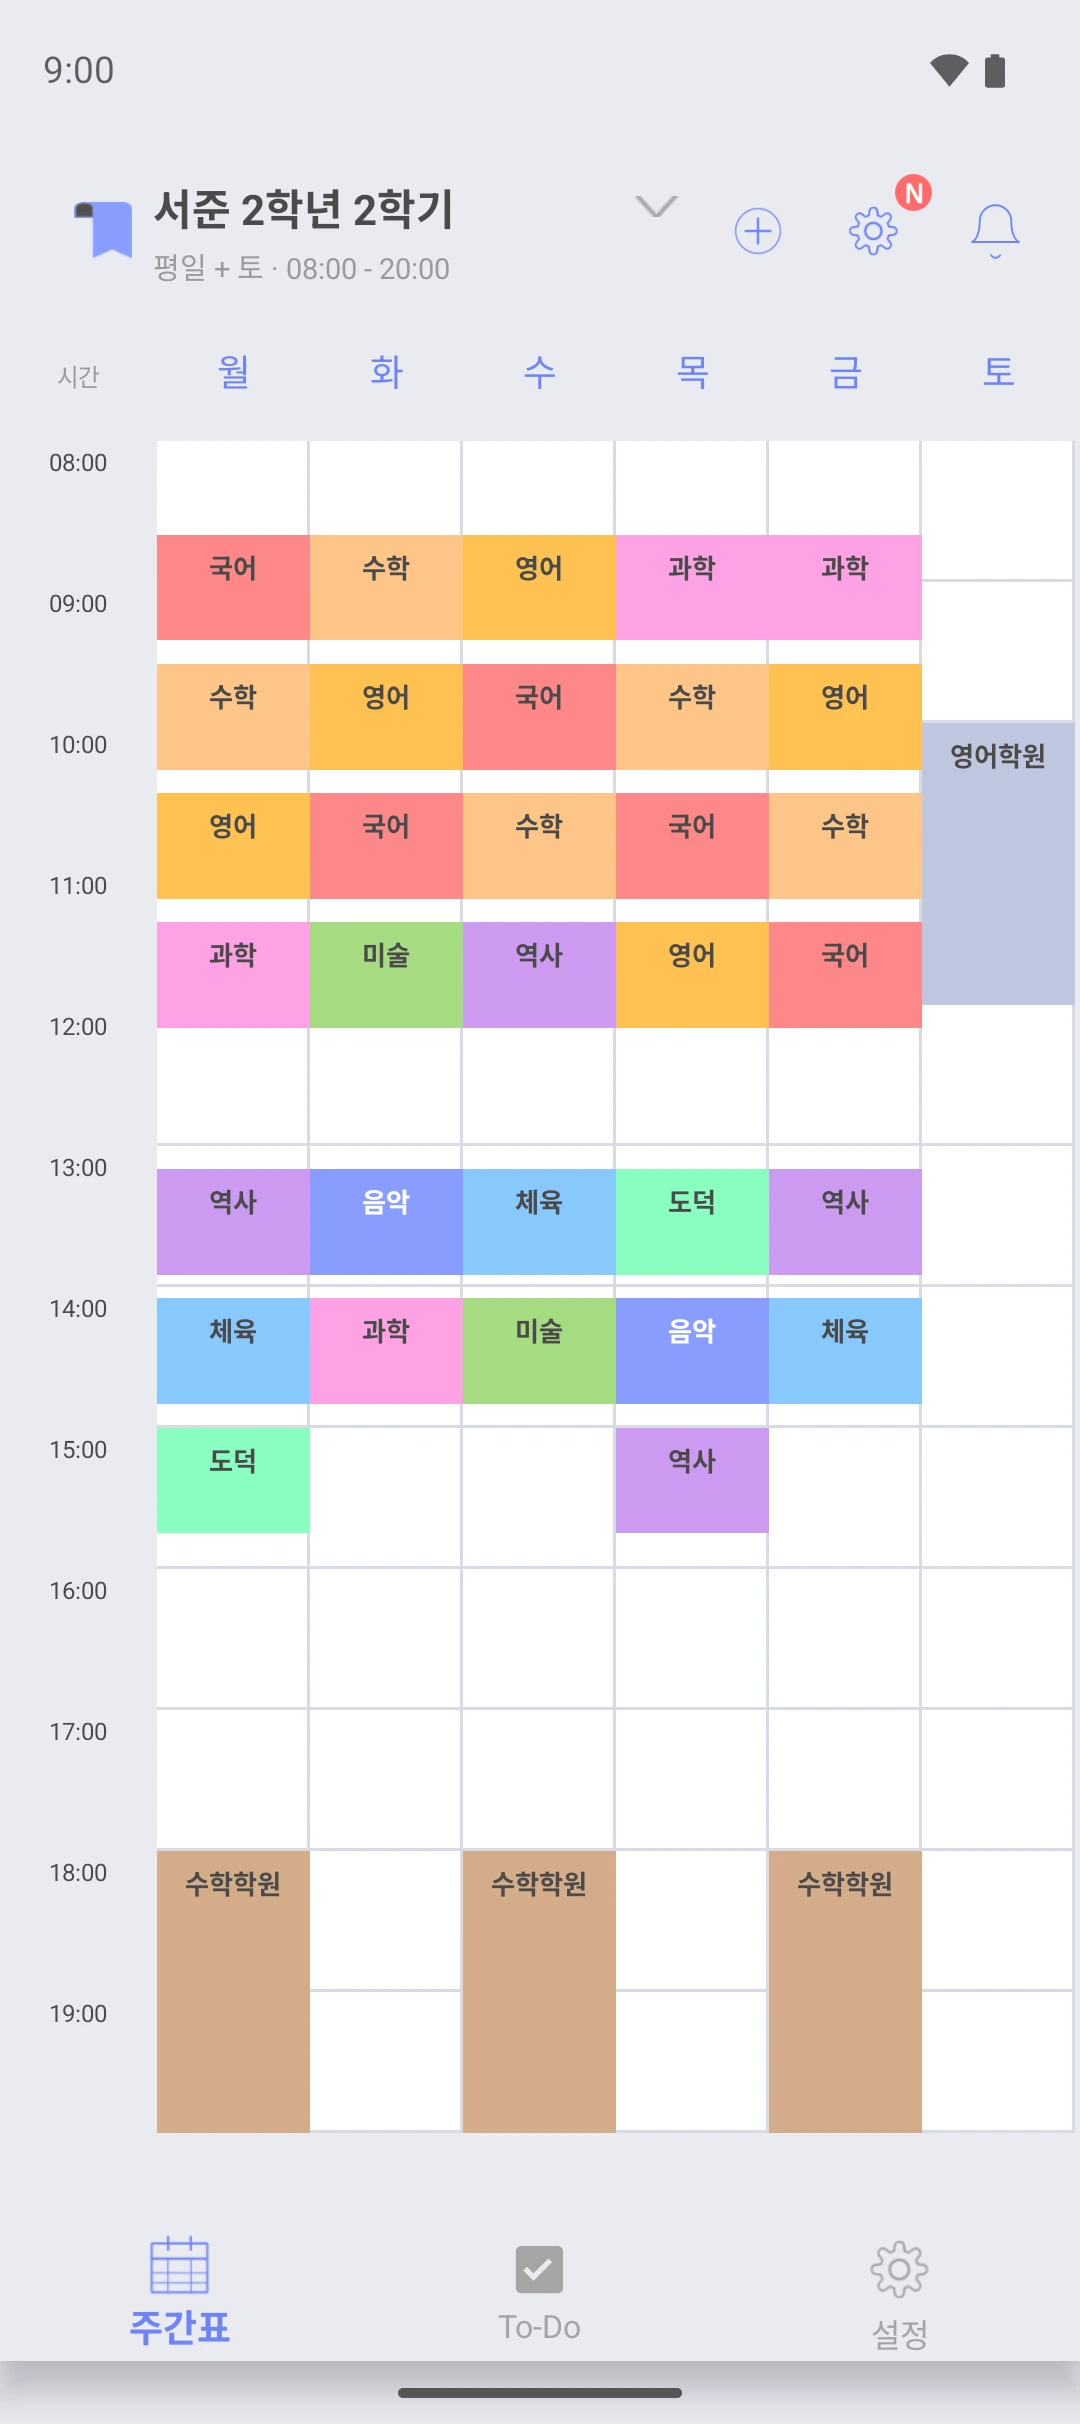 9:00
서준 2학년 2학기
N
평일 + 토 · 08:00 - 20:00
시간 월 화 수 목 금 토
08:00
국어 수학 영어 과학 과학
09:00
수학 영어 국어 수학 영어
10:00
영어학원
영어 국어 수학 국어 수학
11:00
과학 미술 역사 영어 국어
12:00
13:00
역사 음악 체육 도덕 역사
14:00
체육 과학 미술 음악 체육
15:00
도덕 역사
16:00
17:00
18:00
수학학원 수학학원 수학학원
19:00
주간표 To-Do 설정